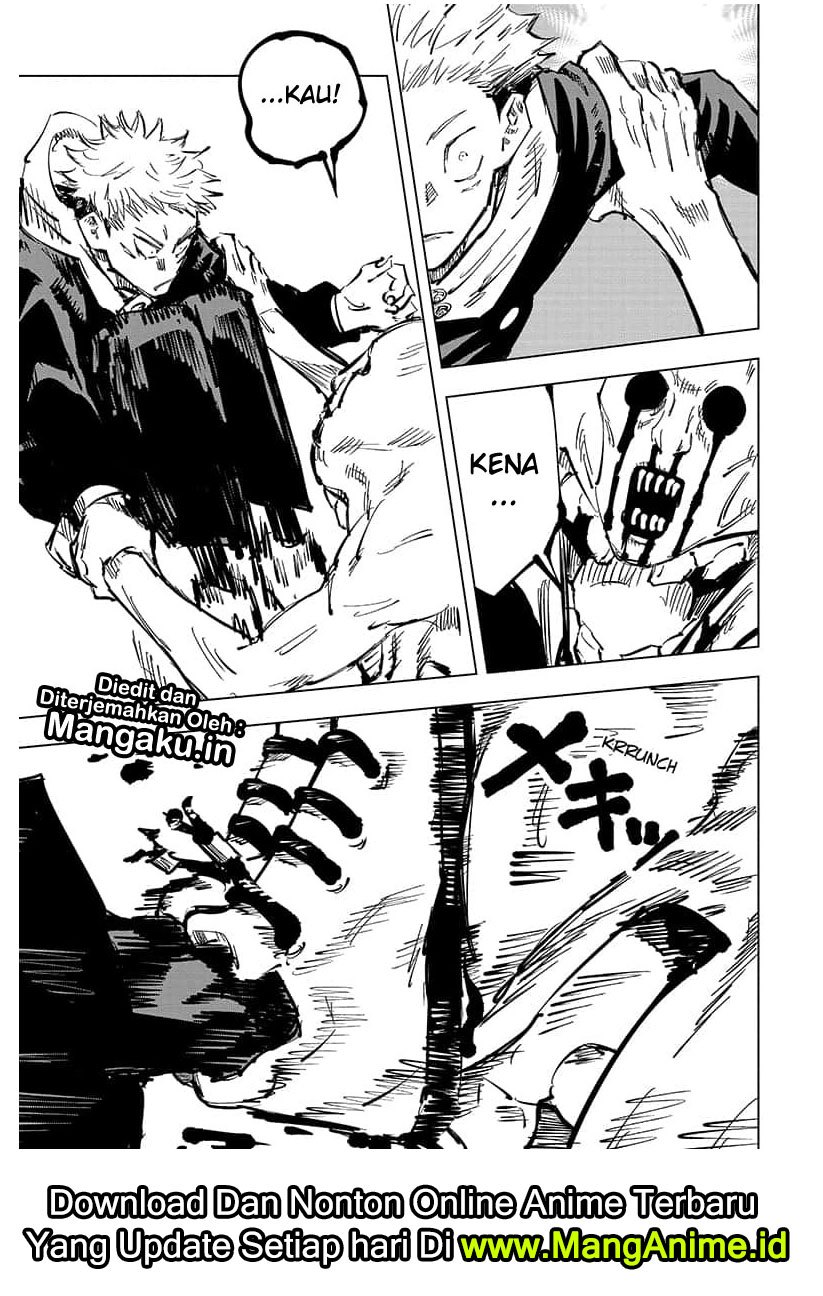 KENA
...
...KAU!
メキッ
KRRUNCH
Diedit dan
Diterjemahkan Oleh :
Mangaku.in
Download Dan Nonton Online Anime Terbaru
Yang Update Setiap hari Di www.MangAnime.id